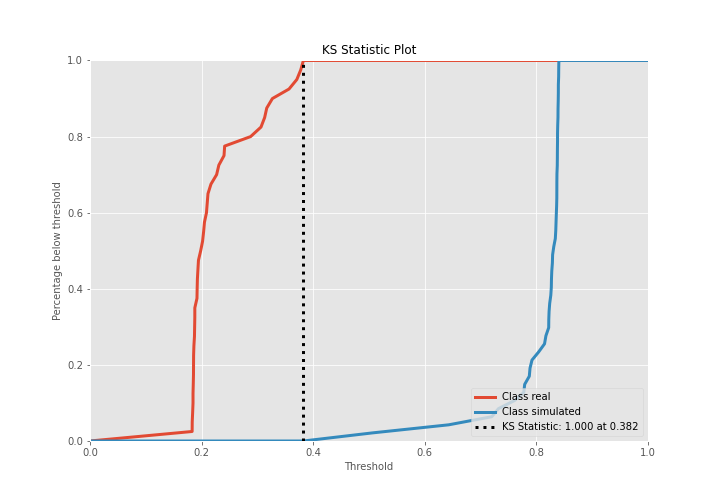 KS Statistic Plot
1.0
0.8
0.6
0.4
0.2
0.0
Percentage below threshold
Class real
Class simulated
KS Statistic: 1.000 at 0.382
0.0 0.2 0.4 0.6 0.8 1.0
Threshold